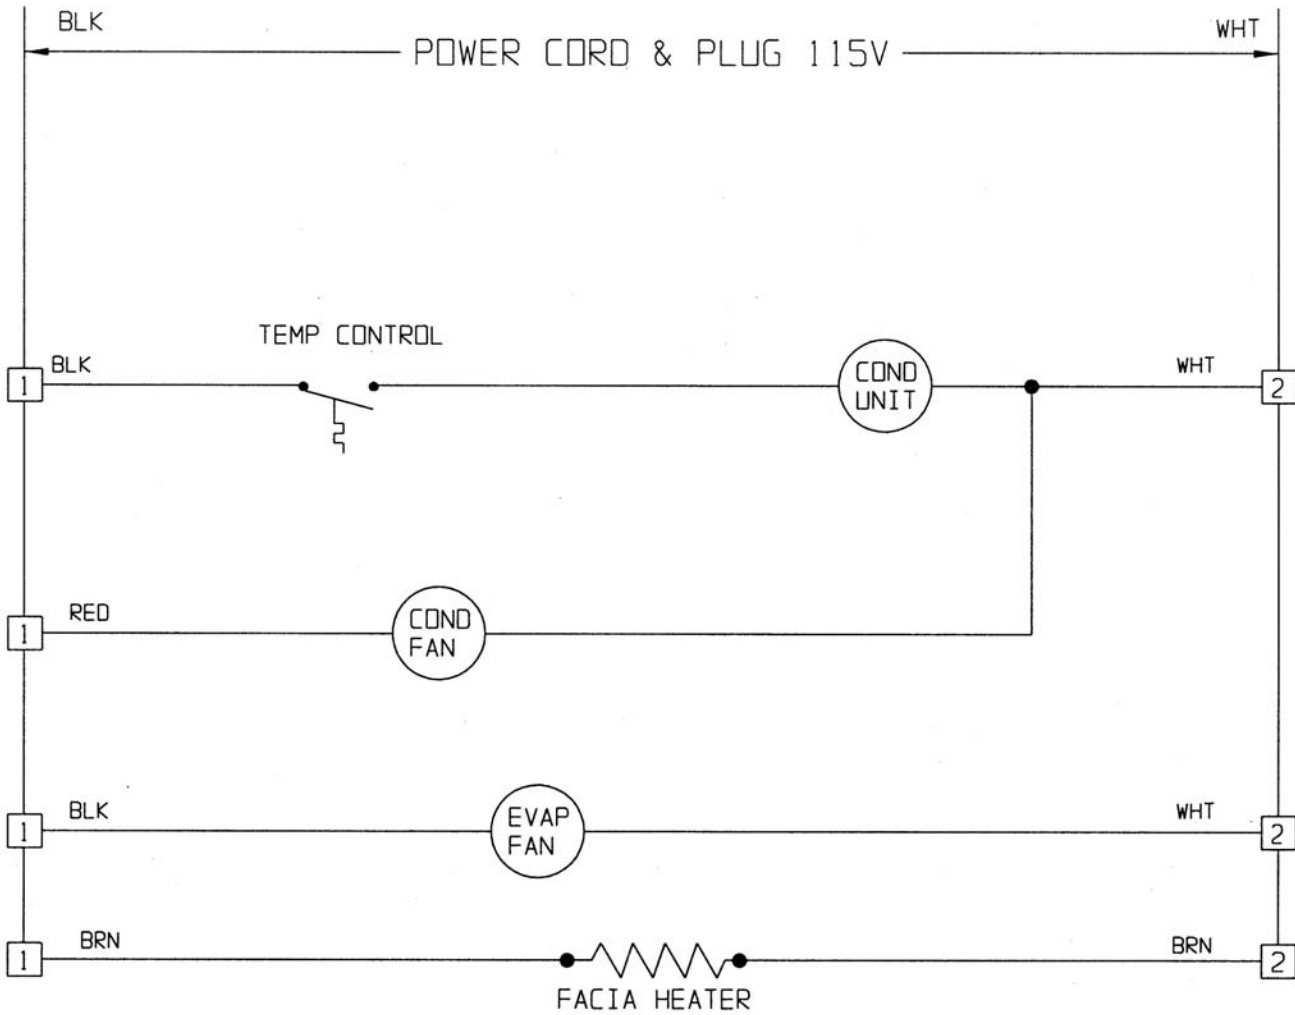 BLK
WHT
POWER CORD & PLUG 115V
TEMP CONTROL
1
BLK
COND
UNIT
WHT
2
1
RED
COND
FAN
1
BLK
EVAP
FAN
WHT
2
1
BRN
BRN
2
FACIA HEATER